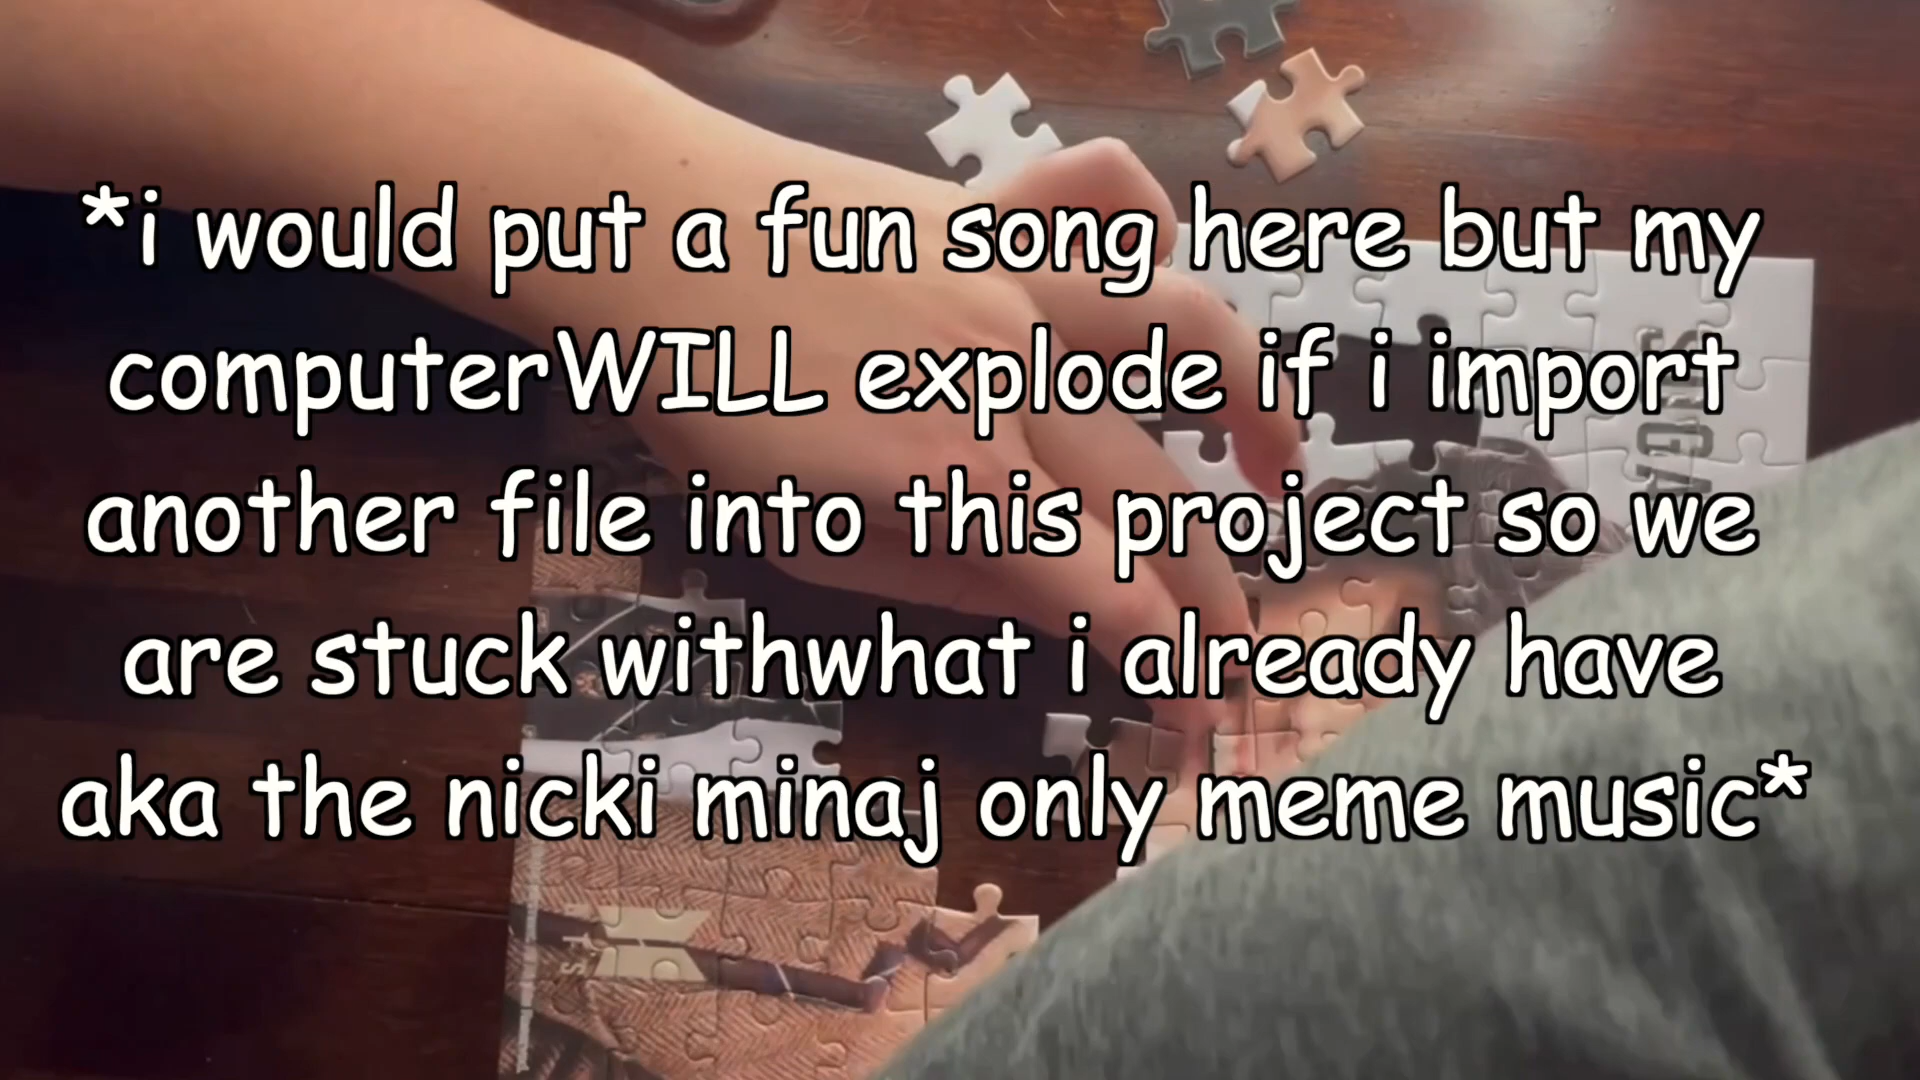 *i would put a fun song here but my
computerWILL explode if i import
another file into this project so we
are stuck withwhat i already have
aka the nicki minaj only meme music*